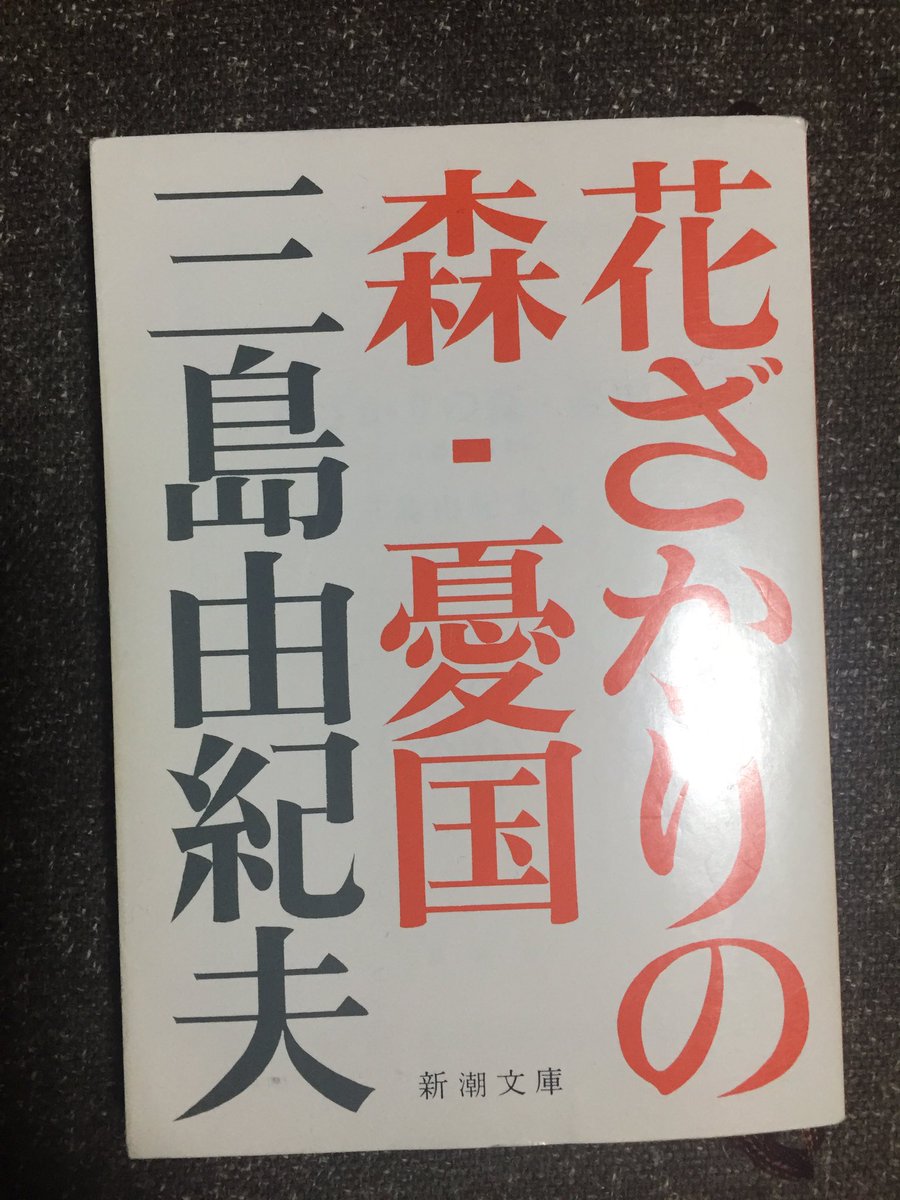 花ざかりの
森・憂国
三島由紀夫
新潮文庫